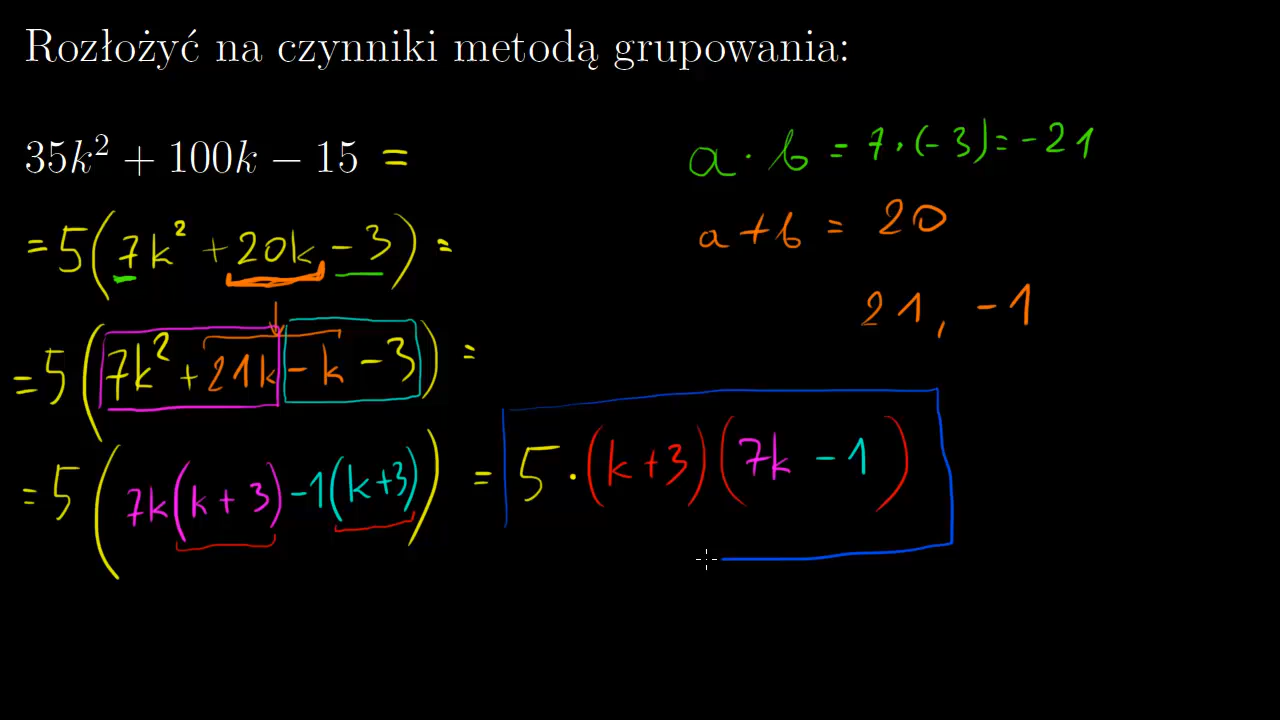 Rozłożyć na czynniki metodą grupowania:
35k² + 100k − 15 =
= 5(7k² + 20k − 3) =
= 5(7k² + 21k − k − 3) =
= 5(7k(k + 3) − 1(k + 3)) = 5 · (k + 3)(7k − 1)
a · b = 7 · (−3) = −21
a + b = 20
21, −1